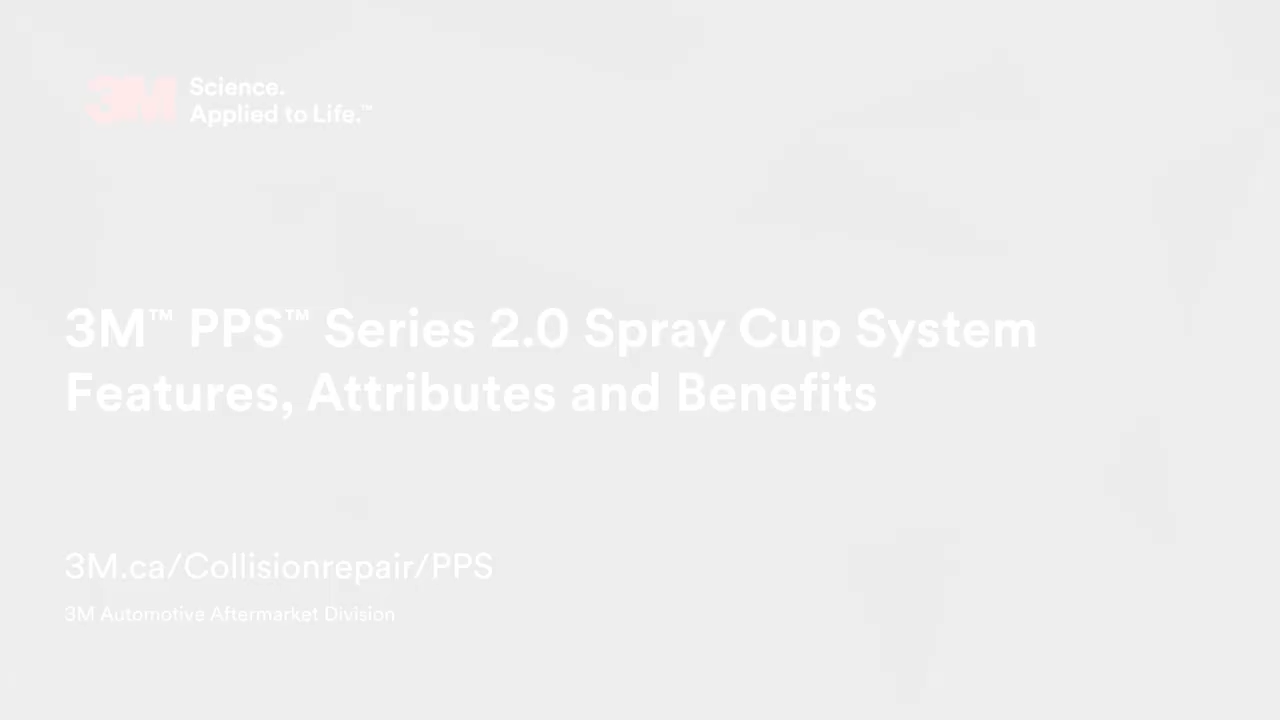 3M Science.
Applied to Life.™
3M™ PPS™ Series 2.0 Spray Cup System
Features, Attributes and Benefits
3M.ca/Collisionrepair/PPS
3M Automotive Aftermarket Division